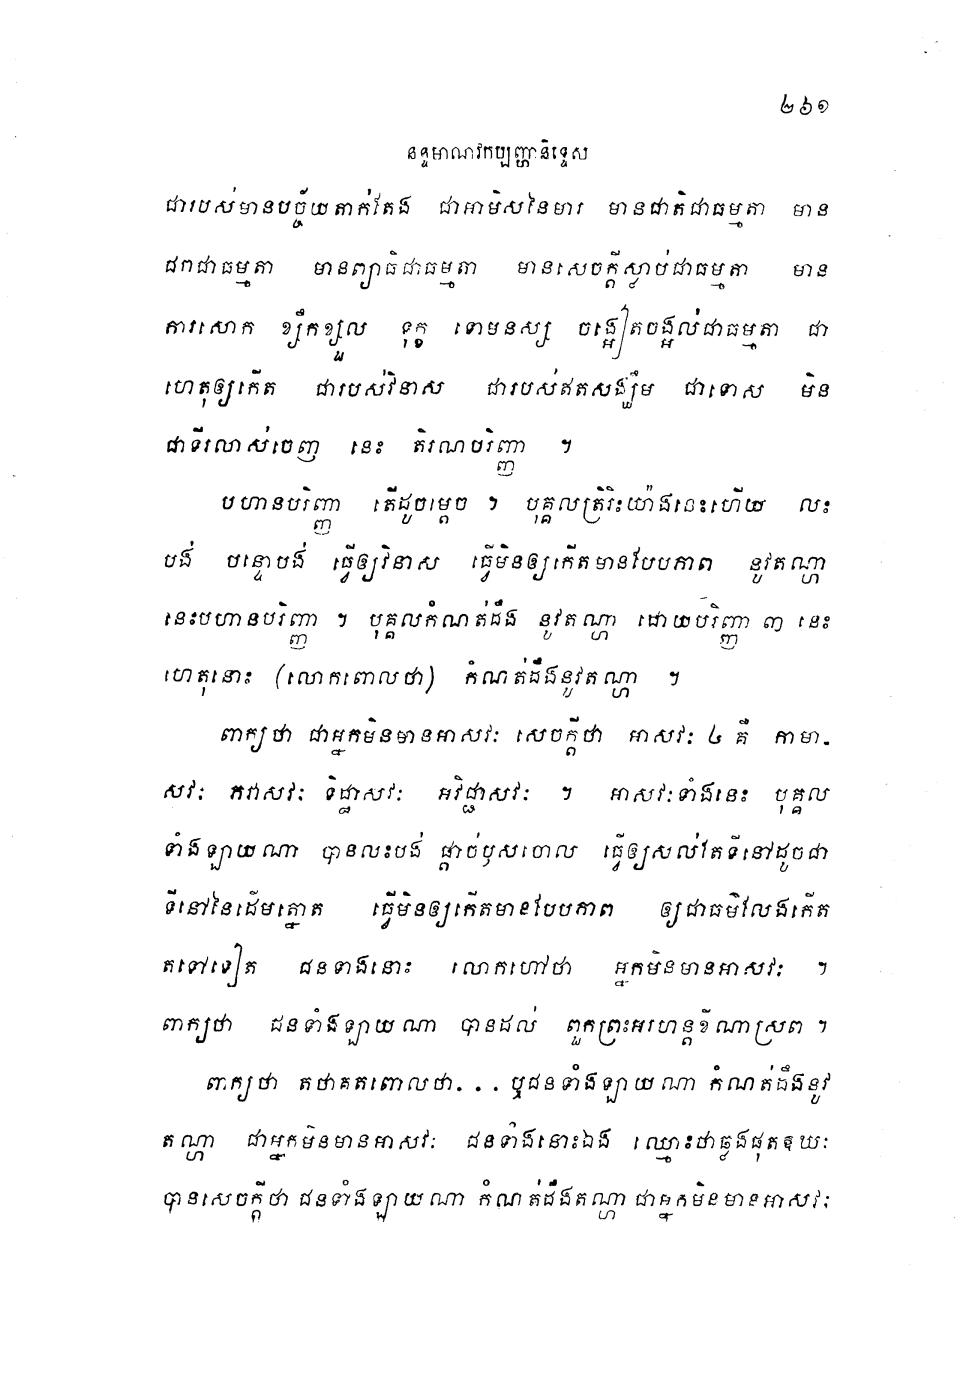 ២៦១
នន្ទមាណវកប្បញ្ហានិទ្ទេស
ជារបស់មានបច្ច័យតាក់តែង ជាអាមិសនៃមារ មានជាតិជាធម្មតា មាន
ជរាជាធម្មតា មានព្យាធិជាធម្មតា មានសេចក្តីស្លាប់ជាធម្មតា មាន
ការសោក ខ្សឹកខ្សួល ទុក្ខ ទោមនស្ស ចង្អៀតចង្អល់ជាធម្មតា ជា
ហេតុឲ្យកើត ជារបស់វិនាស ជារបស់ឥតសង្ឃឹម ជាទោស មិន
ជាទីរលាស់ចេញ នេះ តិរណបរិញ្ញា ។
បហានបរិញ្ញា តើដូចម្តេច ។ បុគ្គលត្រិរិះយ៉ាងនេះហើយ លះ
បង់ បន្ទោបង់ ធ្វើឲ្យវិនាស ធ្វើមិនឲ្យកើតមានបែបភាព នូវតណ្ហា
នេះបហានបរិញ្ញា ។ បុគ្គលកំណត់ដឹង នូវតណ្ហា ដោយបរិញ្ញា ៣ នេះ
ហេតុនោះ (លោកពោលថា) កំណត់ដឹងនូវតណ្ហា ។
ពាក្យថា ជាអ្នកមិនមានអាសវៈ សេចក្តីថា អាសវៈ ៤ គឺ កាមា-
សវៈ ភវាសវៈ ទិដ្ឋាសវៈ អវិជ្ជាសវៈ ។ អាសវៈទាំងនេះ បុគ្គល
ទាំងឡាយណា បានលះបង់ ផ្តាច់ឫសចោល ធ្វើឲ្យសល់តែទីនៅដូចជា
ទីនៅនៃដើមត្នោត ធ្វើមិនឲ្យកើតមានបែបភាព ឲ្យជាធម៌លែងកើត
តទៅទៀត ជនទាំងនោះ លោកហៅថា អ្នកមិនមានអាសវៈ ។
ពាក្យថា ជនទាំងឡាយណា បានដល់ ពួកព្រះអរហន្តខីណាស្រព ។
ពាក្យថា តថាគតពោលថា... ឬជនទាំងឡាយណា កំណត់ដឹងនូវ
តណ្ហា ជាអ្នកមិនមានអាសវៈ ជនទាំងនោះឯង ឈ្មោះថាឆ្លងផុតឱឃៈ
បានសេចក្តីថា ជនទាំងឡាយណា កំណត់ដឹងតណ្ហា ជាអ្នកមិនមានអាសវៈ